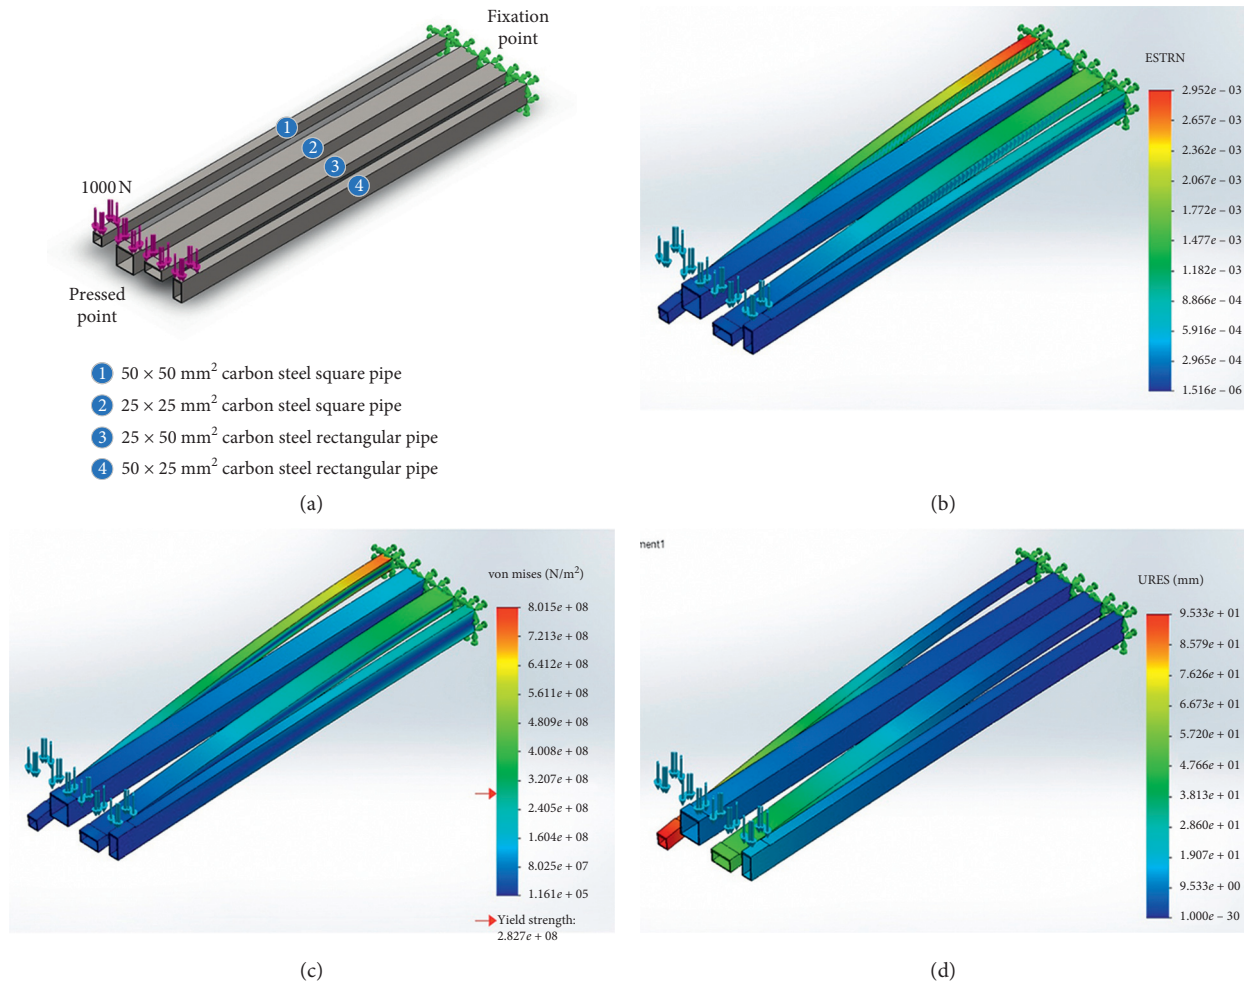 Fixation
point
1
2
3
4
1000 N
Pressed
point
1 50 × 50 mm² carbon steel square pipe
2 25 × 25 mm² carbon steel square pipe
3 25 × 50 mm² carbon steel rectangular pipe
4 50 × 25 mm² carbon steel rectangular pipe
(a)
ESTRN
2.952e − 03
2.657e − 03
2.362e − 03
2.067e − 03
1.772e − 03
1.477e − 03
1.182e − 03
8.866e − 04
5.916e − 04
2.965e − 04
1.516e − 06
(b)
von mises (N/m²)
8.015e + 08
7.213e + 08
6.412e + 08
5.611e + 08
4.809e + 08
4.008e + 08
3.207e + 08
2.405e + 08
1.604e + 08
8.025e + 07
1.161e + 05
Yield strength:
2.827e + 08
(c)
ment1
URES (mm)
9.533e + 01
8.579e + 01
7.626e + 01
6.673e + 01
5.720e + 01
4.766e + 01
3.813e + 01
2.860e + 01
1.907e + 01
9.533e + 00
1.000e − 30
(d)